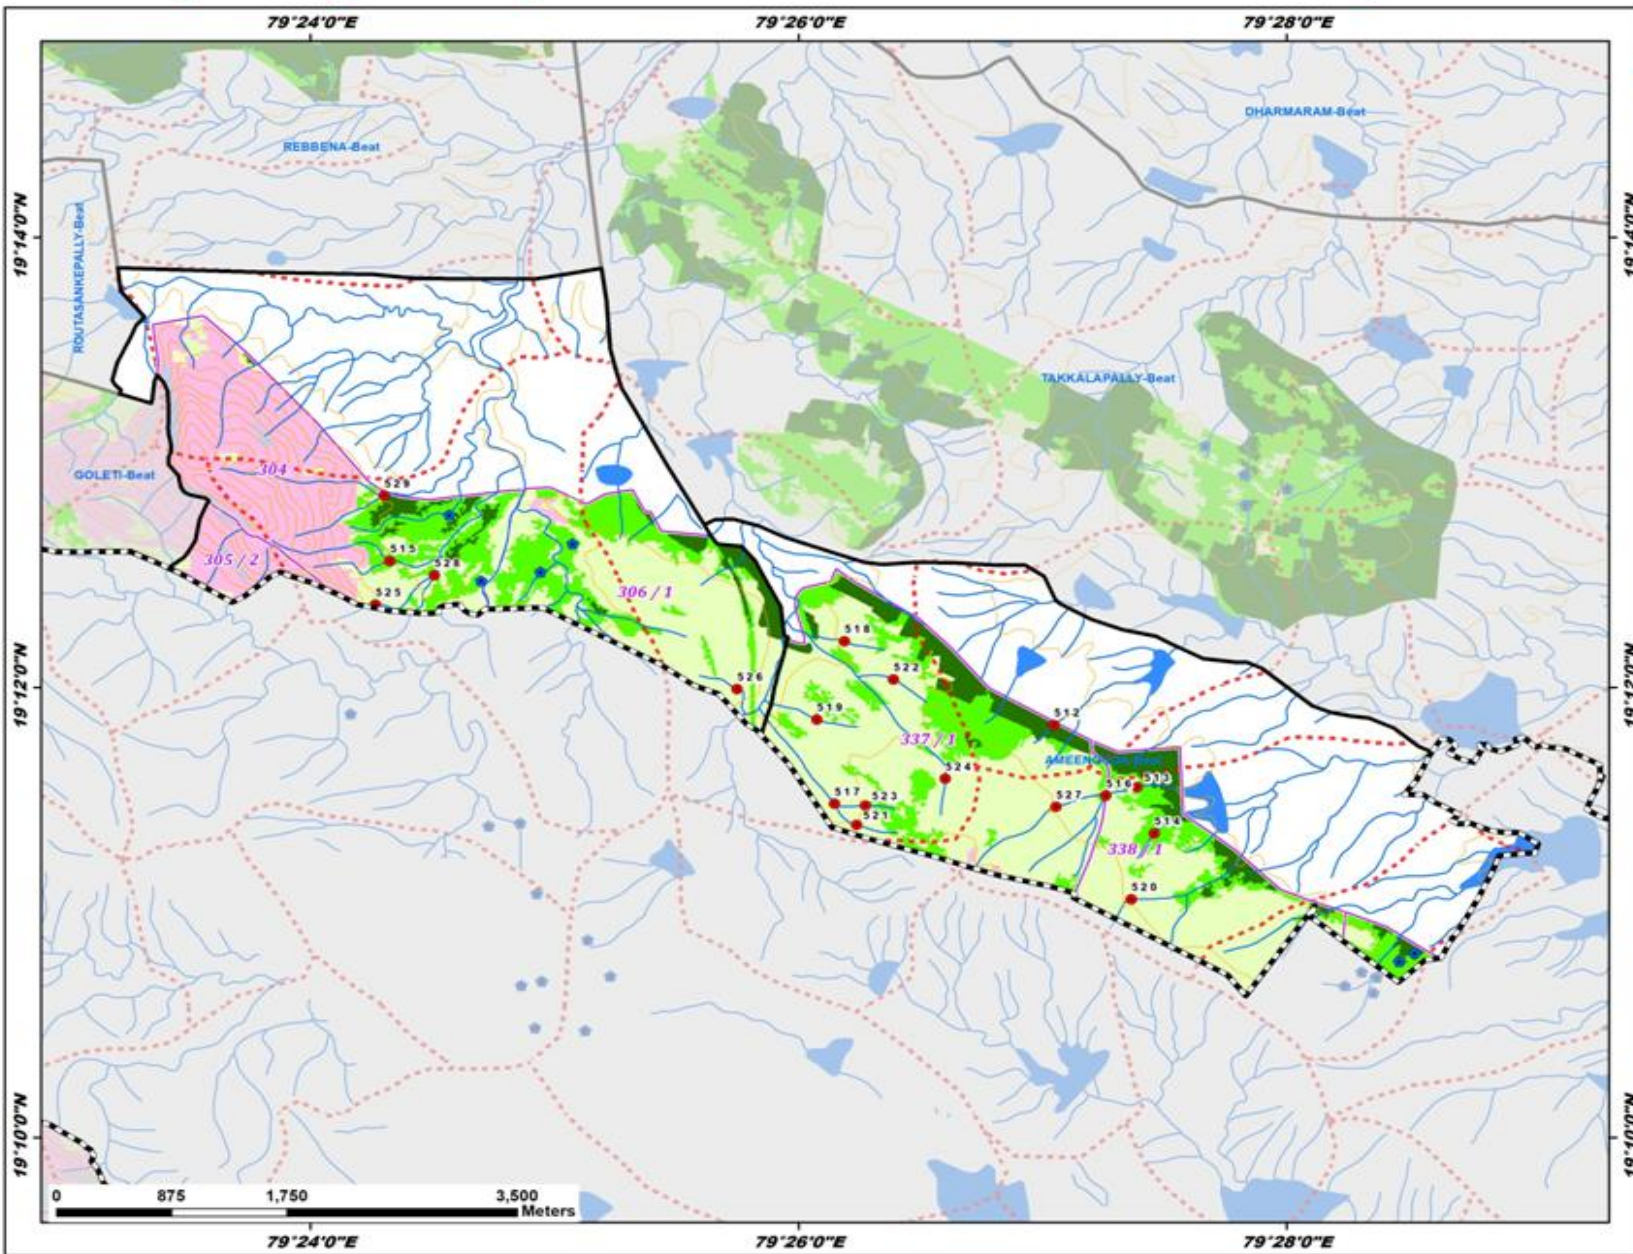 79°24'0"E
79°26'0"E
79°28'0"E
DHARMARAM-Beat
REBBENA-Beat
19°14'0"N
19°14'0"N
ROUTASANKEPALLY-Beat
TAKKALAPALLY-Beat
304
GOLETI-Beat
529
515
528
305 / 2
525
306 / 1
518
522
19°12'0"N
19°12'0"N
526
519
512
337 / 1
524
513
516
517
523
527
521
514
338 / 1
520
19°10'0"N
19°10'0"N
0 875 1,750 3,500
Meters
79°24'0"E
79°26'0"E
79°28'0"E